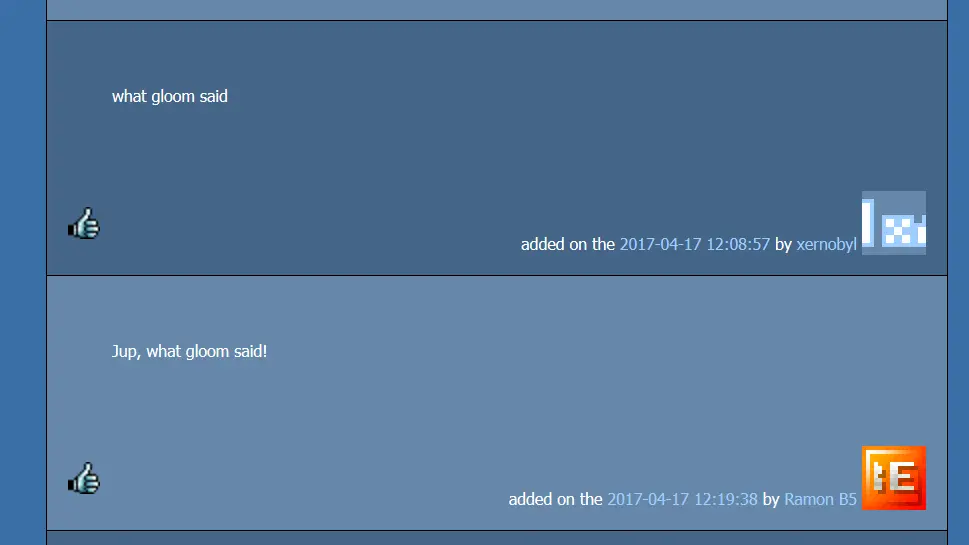 what gloom said
added on the 2017-04-17 12:08:57 by xernobyl
Jup, what gloom said!
added on the 2017-04-17 12:19:38 by Ramon B5